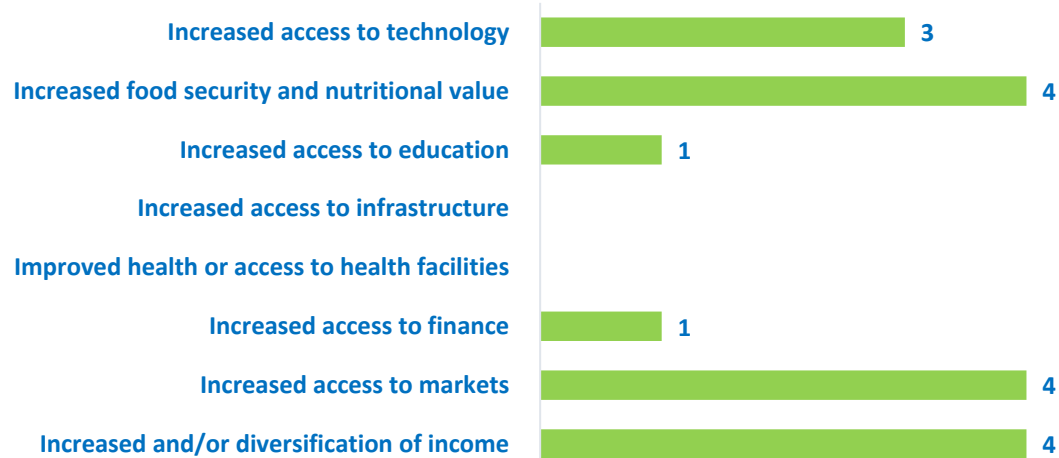 Increased access to technology 3
Increased food security and nutritional value 4
Increased access to education 1
Increased access to infrastructure
Improved health or access to health facilities
Increased access to finance 1
Increased access to markets 4
Increased and/or diversification of income 4